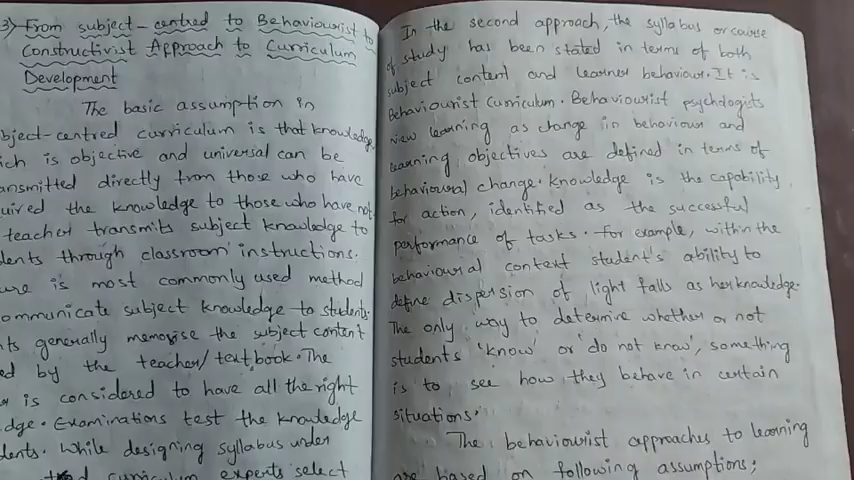 3) From subject-centred to Behaviourist to
Constructivist Approach to Curriculum
Development
The basic assumption in
bject-centred curriculum is that knowledge
ich is objective and universal can be
ansmitted directly from those who have
uired the knowledge to those who have not
teacher transmits subject knowledge to
dents through classroom instructions.
ure is most commonly used method
ommunicate subject knowledge to students.
ts generally memorise the subject content
ed by the teacher/textbook. The
r is considered to have all the right
dge. Examinations test the knowledge
dents. While designing syllabus under
curriculum experts select
In the second approach, the syllabus or course
of study has been stated in terms of both
subject content and learner behaviour. It is
Behaviourist Curriculum. Behaviourist psychologists
view learning as change in behaviour and
learning objectives are defined in terms of
behavioural change. Knowledge is the capability
for action, identified as the successful
performance of tasks. For example, within the
behavioural context student's ability to
define dispersion of light falls as her knowledge.
The only way to determine whether or not
students 'know' or 'do not know', something
is to see how they behave in certain
situations.
The behaviourist approaches to learning
are based on following assumptions;